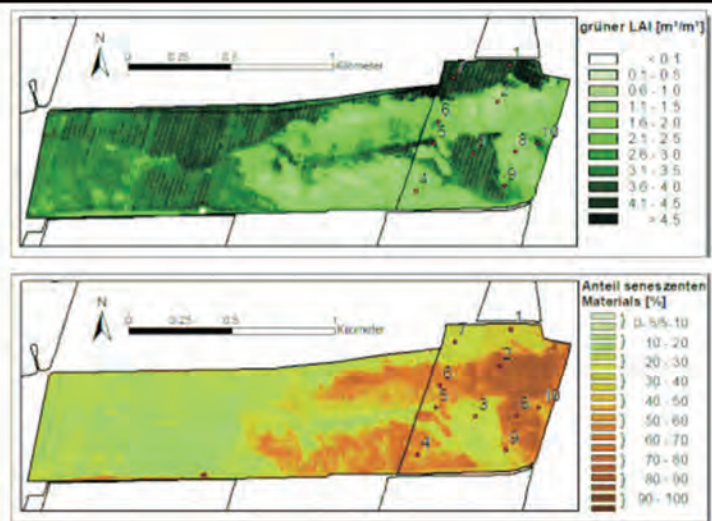 grüner LAI [m²/m²]
N
0 0.25 0.5 1
Kilometer
1
2
6
5
8
10
4
9
< 0.1
0.1 - 0.5
0.6 - 1.0
1.1 - 1.5
1.6 - 2.0
2.1 - 2.5
2.6 - 3.0
3.1 - 3.5
3.6 - 4.0
4.1 - 4.5
> 4.5
Anteil seneszenten
Materials [%]
N
0 0.25 0.5 1
Kilometer
1
7
2
6
5
3
8
10
4
9
10 - 20
20 - 30
30 - 40
40 - 50
50 - 60
60 - 70
70 - 80
80 - 90
90 - 100